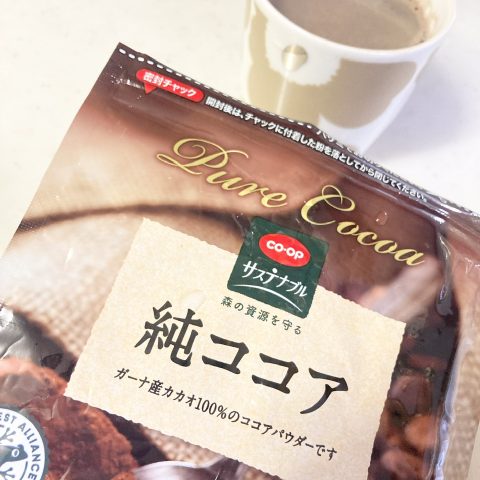 密封チャック
開封後は、チャックに付着した粉を落としてから閉じてください。
Pure Cocoa
CO·OP
サステナブル
森の資源を守る
純ココア
ガーナ産カカオ100%のココアパウダーです
EST ALLIANCE